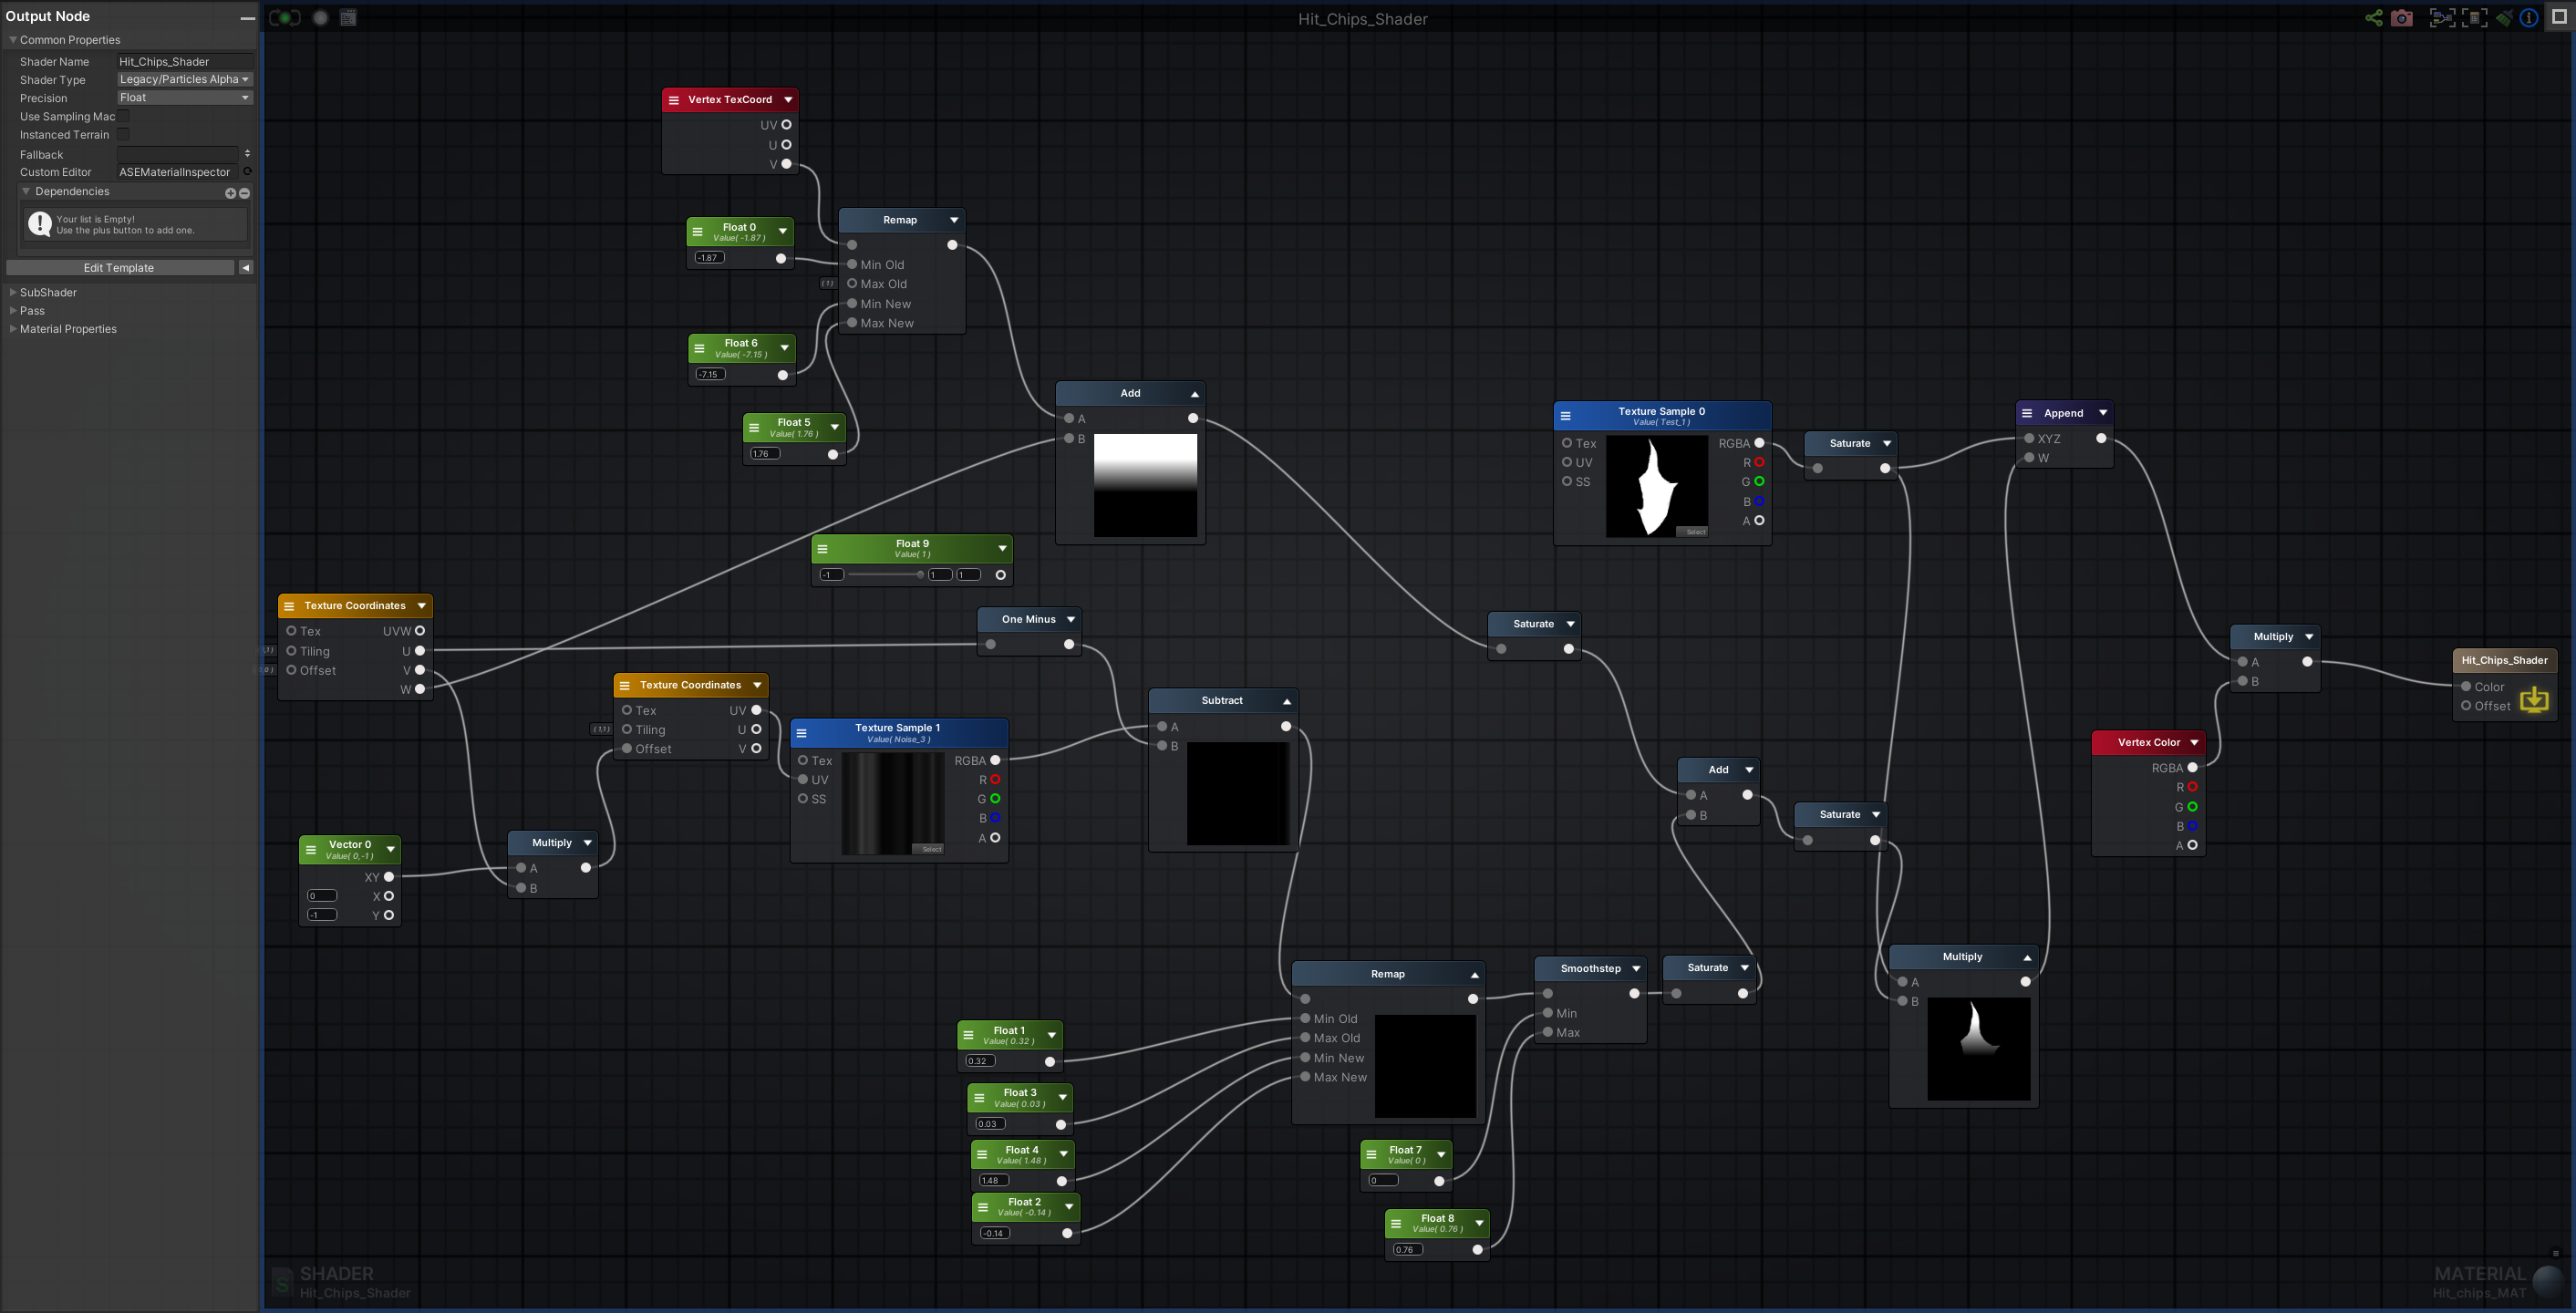 Output Node
Common Properties
Shader Name Hit_Chips_Shader
Shader Type Legacy/Particles Alpha
Precision Float
Use Sampling Mac
Instanced Terrain
Fallback
Custom Editor ASEMaterialInspector
Dependencies
Your list is Empty!
Use the plus button to add one.
Edit Template
SubShader
Pass
Material Properties
Hit_Chips_Shader
Vertex TexCoord
UV
U
V
Float 0
Value( -1.87 )
-1.87
Remap
Min Old
(1) Max Old
Min New
Max New
Float 6
Value( -7.15 )
-7.15
Float 5
Value( 1.76 )
1.76
Add
A
B
Texture Sample 0
Value( Test_1 )
Tex RGBA
R
UV
G
SS
B
A
Select
Saturate
Append
XYZ
W
Float 9
Value( 1 )
-1 1 1
Texture Coordinates
Tex UVW
Tiling U
Offset V
W
One Minus
Saturate
Multiply
A
B
Hit_Chips_Shader
Color
Offset
Texture Coordinates
Tex UV
(1,1) Tiling U
Offset V
Texture Sample 1
Value( Noise_3 )
Tex RGBA
UV R
SS G
B
A
Select
Subtract
A
B
Vertex Color
RGBA
R
G
B
A
Add
A
B
Saturate
Vector 0
Value( 0,-1 )
XY
0 X
-1 Y
Multiply
A
B
Multiply
A
B
Remap
Min Old
Max Old
Min New
Max New
Smoothstep
Min
Max
Saturate
Float 1
Value( 0.32 )
0.32
Float 3
Value( 0.03 )
0.03
Float 4
Value( 1.48 )
1.48
Float 2
Value( -0.14 )
-0.14
Float 7
Value( 0 )
0
Float 8
Value( 0.76 )
0.76
SHADER
Hit_Chips_Shader
MATERIAL
Hit_chips_MAT